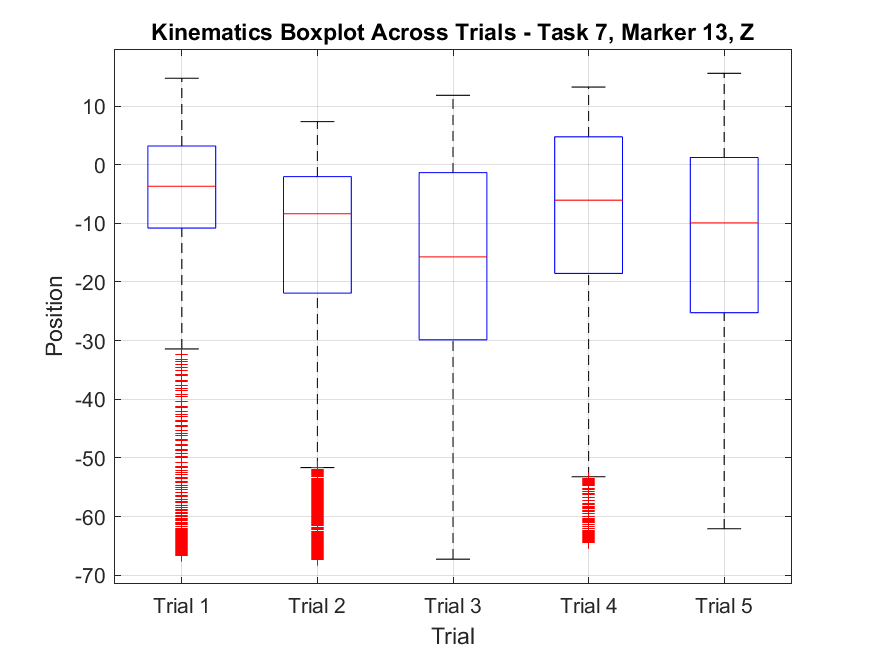 Kinematics Boxplot Across Trials - Task 7, Marker 13, Z
10
0
-10
-20
-30
-40
-50
-60
-70
Position
Trial 1 Trial 2 Trial 3 Trial 4 Trial 5
Trial